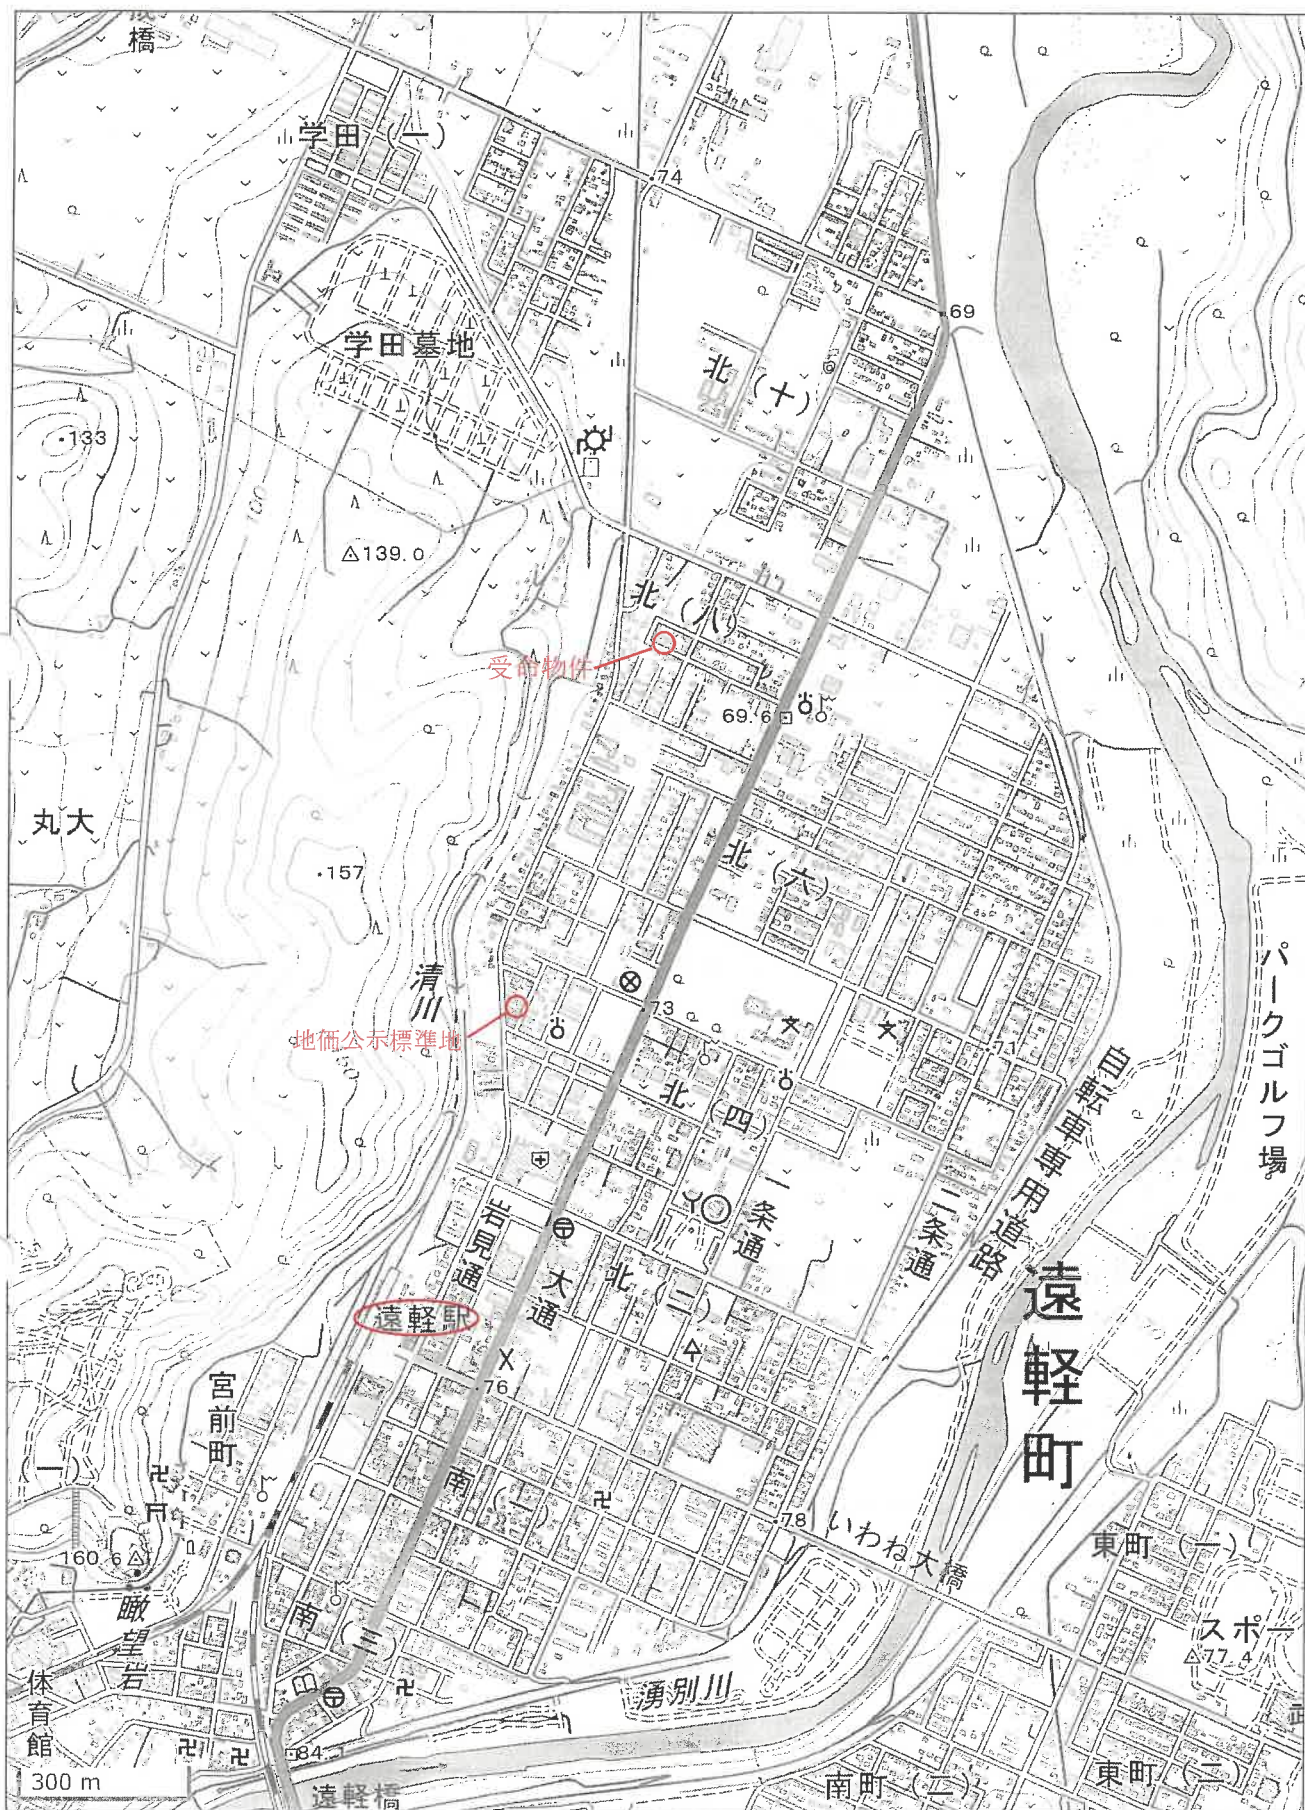 橋
学田(一)
74
69
学田墓地
北(十)
133
100
139.0
北(八)
受命物件
69.6
丸大
157
北(六)
パークゴルフ場
清川
73
地価公示標準地
71
自転車専用道路
150
北(四)
一条通
二条通
岩見通
大通
北(二)
遠軽町
遠軽駅
76
宮前町
(一)
南(一)
78
いわね大橋
東町(一)
160.6
瞰望岩
南(三)
スポー
77.4
体育館
湧別川
84
300 m
遠軽橋
南町(二)
東町(二)